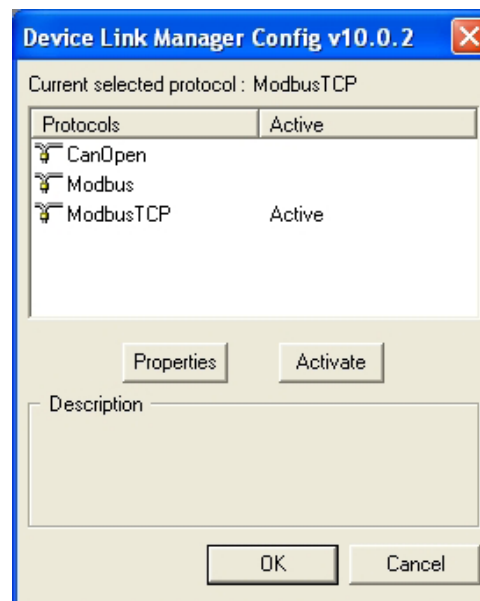 Device Link Manager Config v10.0.2
Current selected protocol : ModbusTCP
Protocols Active
CanOpen
Modbus
ModbusTCP Active
Properties Activate
Description
OK Cancel